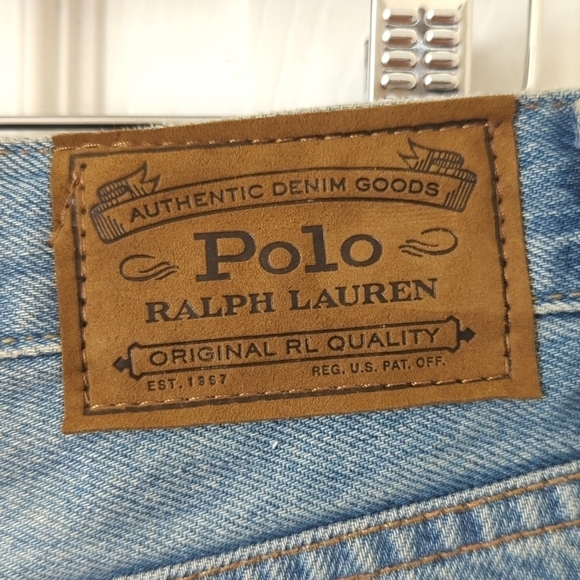 AUTHENTIC DENIM GOODS
Polo
RALPH LAUREN
ORIGINAL RL QUALITY
EST. 1967 REG. U.S. PAT. OFF.